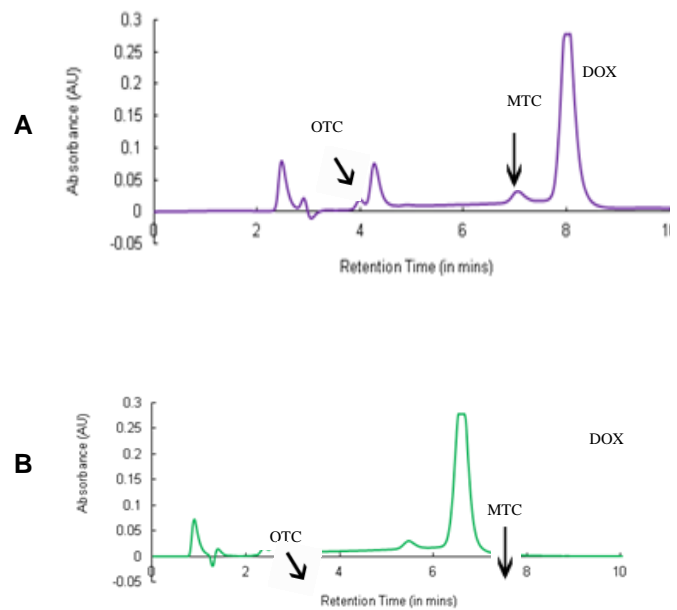 A
Absorbance (AU)
0.3
0.25
0.2
0.15
0.1
0.05
0
-0.05
OTC
MTC
DOX
0
2
4
6
8
Retention Time (in mins)
B
Absorbance (AU)
0.3
0.25
0.2
0.15
0.1
0.05
0
-0.05
OTC
MTC
DOX
0
2
4
6
8
10
Retention Time (in mins)